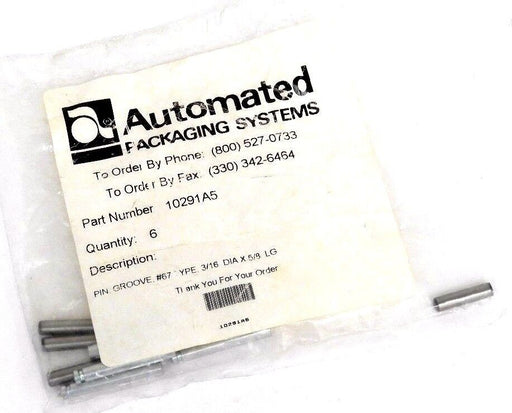 Automated
PACKAGING SYSTEMS
To Order By Phone: (800) 527-0733
To Order By Fax: (330) 342-6464
Part Number 10291A5
Quantity: 6
Description:
PIN, GROOVE, #67 TYPE, 3/16 DIA X 5/8 LG
Thank You For Your Order